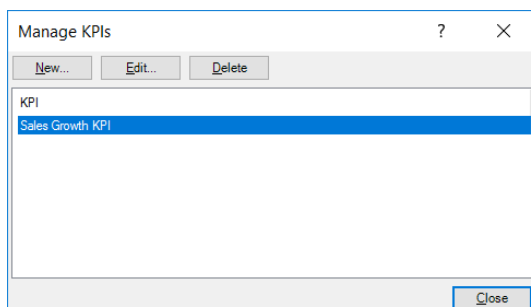 Manage KPIs ?
New... Edit... Delete
KPI
Sales Growth KPI
Close